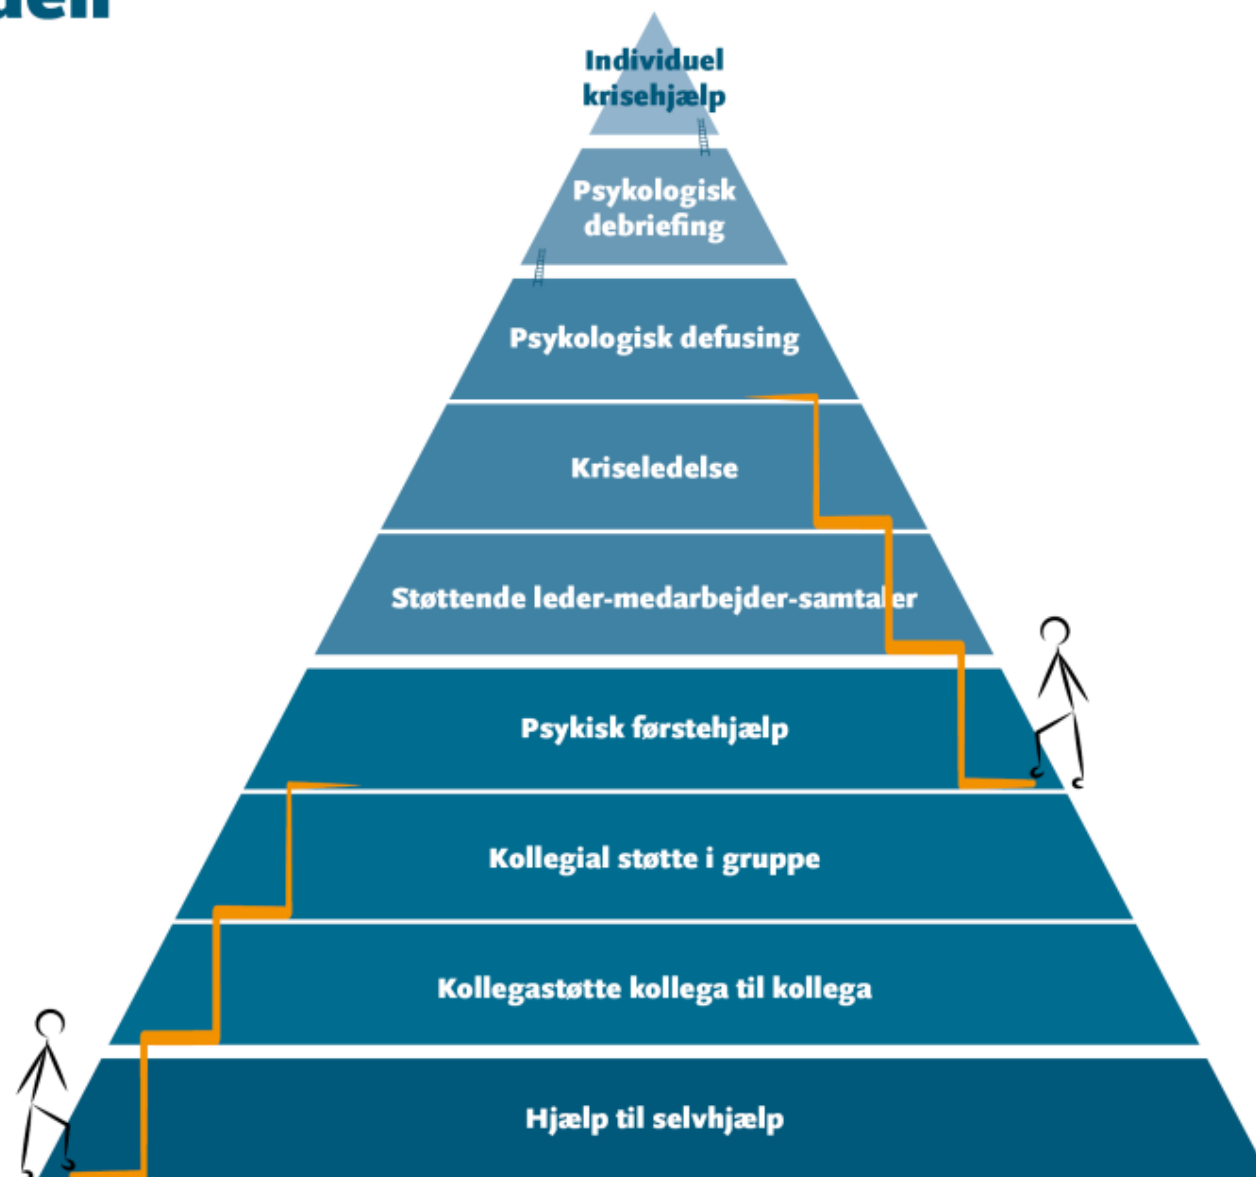 Individuel
krisehjælp
Psykologisk
debriefing
Psykologisk defusing
Kriseledelse
Støttende leder-medarbejder-samtaler
Psykisk førstehjælp
Kollegial støtte i gruppe
Kollegastøtte kollega til kollega
Hjælp til selvhjælp